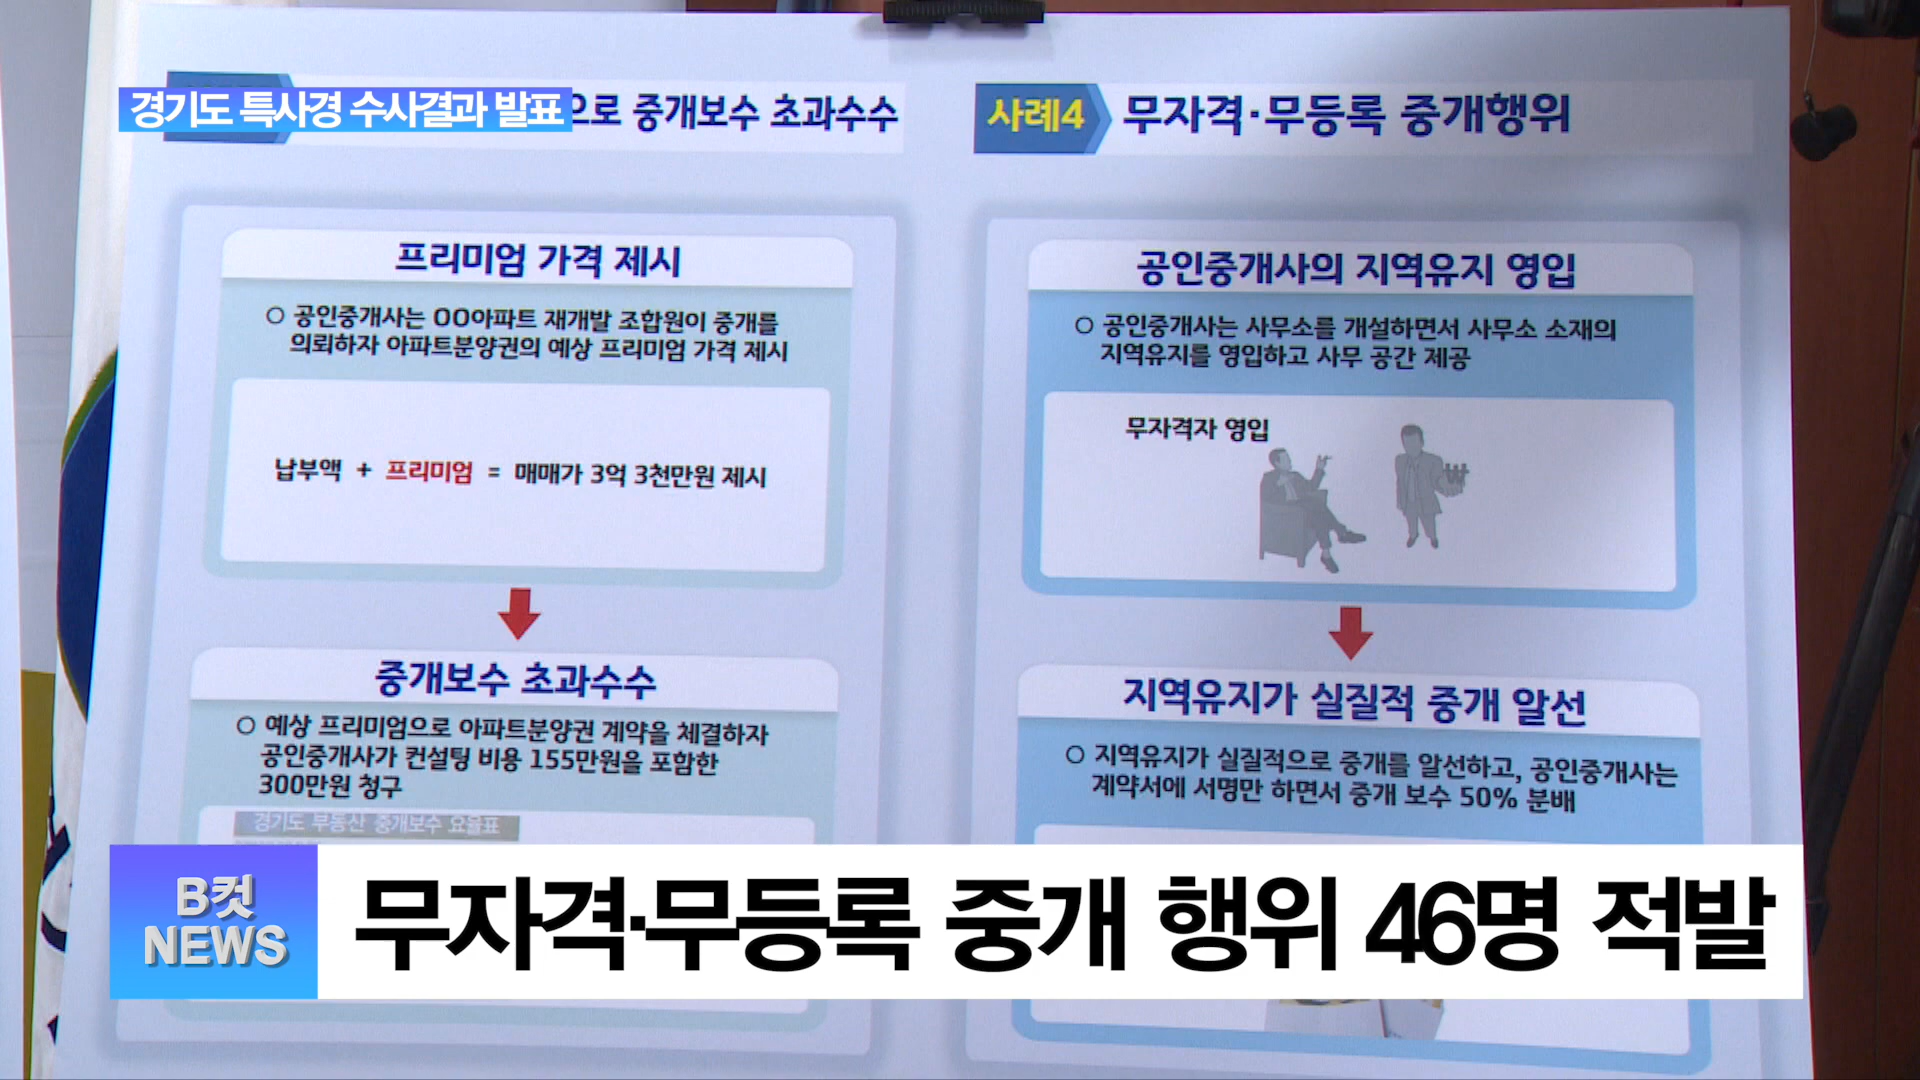 경기도 특사경 수사결과 발표
으로 중개보수 초과수수
프리미엄 가격 제시
○ 공인중개사는 OO아파트 재개발 조합원이 중개를
의뢰하자 아파트분양권의 예상 프리미엄 가격 제시
납부액 + 프리미엄 = 매매가 3억 3천만원 제시
중개보수 초과수수
○ 예상 프리미엄으로 아파트분양권 계약을 체결하자
공인중개사가 컨설팅 비용 155만원을 포함한
300만원 청구
경기도 부동산 중개보수 요율표
사례4 무자격·무등록 중개행위
공인중개사의 지역유지 영입
○ 공인중개사는 사무소를 개설하면서 사무소 소재의
지역유지를 영입하고 사무 공간 제공
무자격자 영입
₩
지역유지가 실질적 중개 알선
○ 지역유지가 실질적으로 중개를 알선하고, 공인중개사는
계약서에 서명만 하면서 중개 보수 50% 분배
B컷
NEWS
무자격·무등록 중개 행위 46명 적발